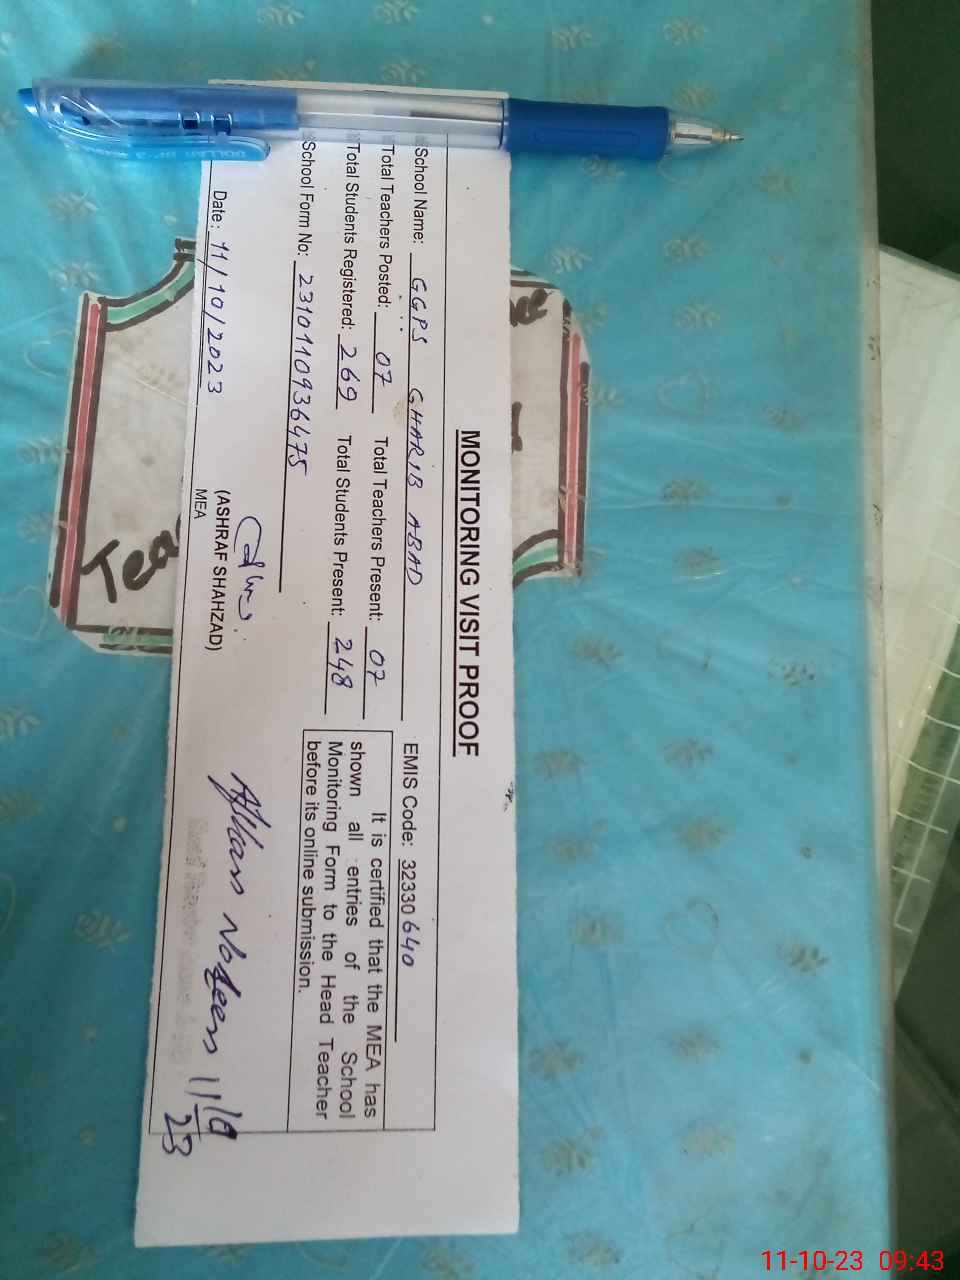 MONITORING VISIT PROOF
School Name: GGPS GHARIB ABAD EMIS Code: 32330640
Total Teachers Posted: 07 Total Teachers Present: 07
Total Students Registered: 269 Total Students Present: 248
School Form No: 2310110936475
It is certified that the MEA has
shown all entries of the School
Monitoring Form to the Head Teacher
before its online submission.
Date: 11/10/2023
(ASHRAF SHAHZAD)
MEA
11/10
23
Tea
DOLLAR
11-10-23 09:43